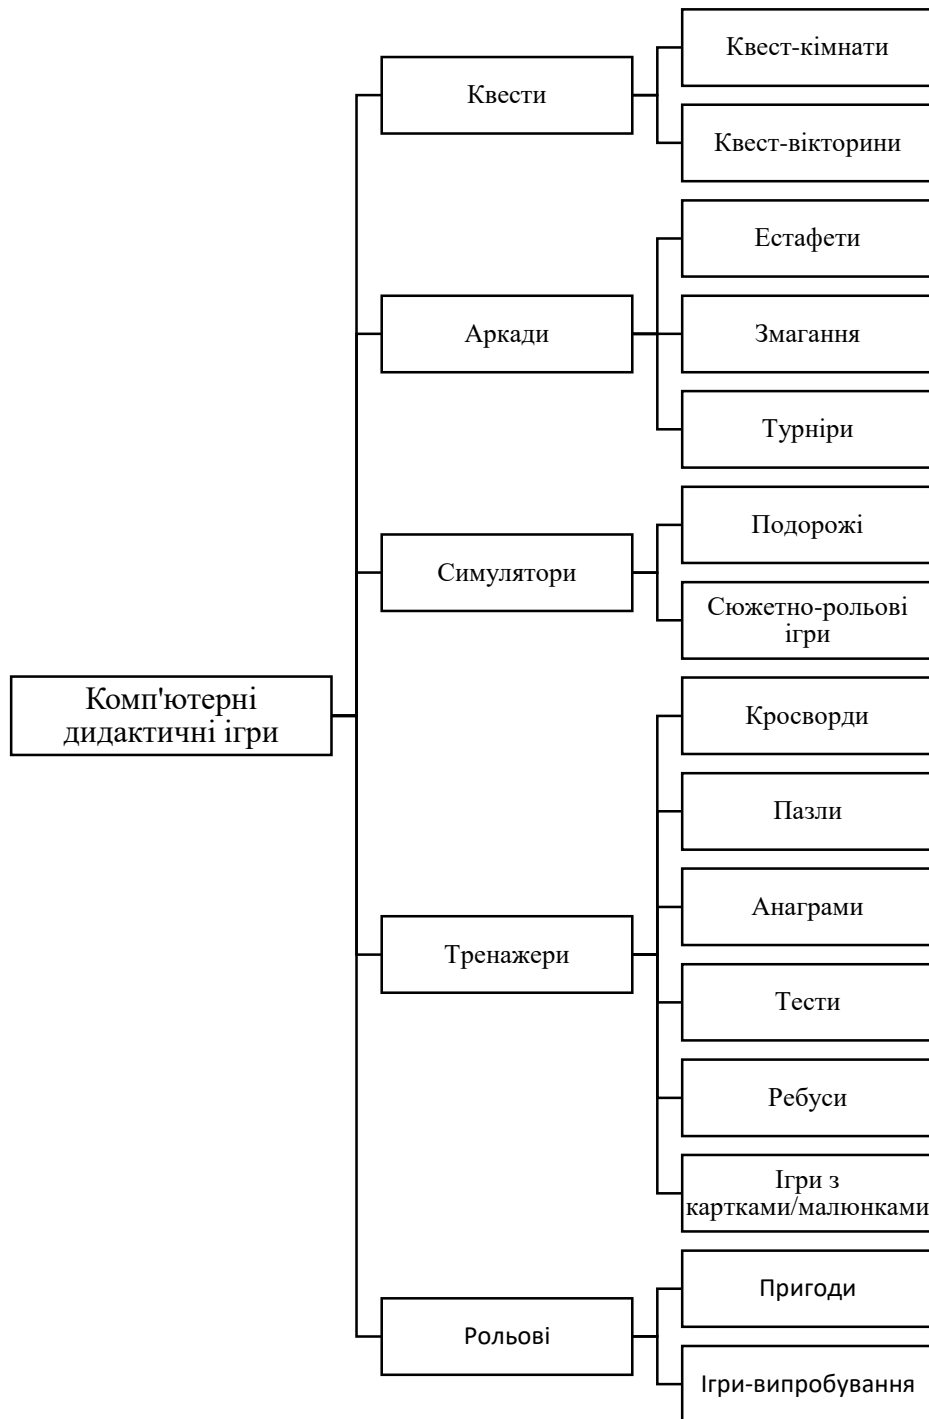 Комп'ютерні
дидактичні ігри
Квести
Квест-кімнати
Квест-вікторини
Аркади
Естафети
Змагання
Турніри
Симулятори
Подорожі
Сюжетно-рольові
ігри
Тренажери
Кросворди
Пазли
Анаграми
Тести
Ребуси
Ігри з
картками/малюнками
Рольові
Пригоди
Ігри-випробування